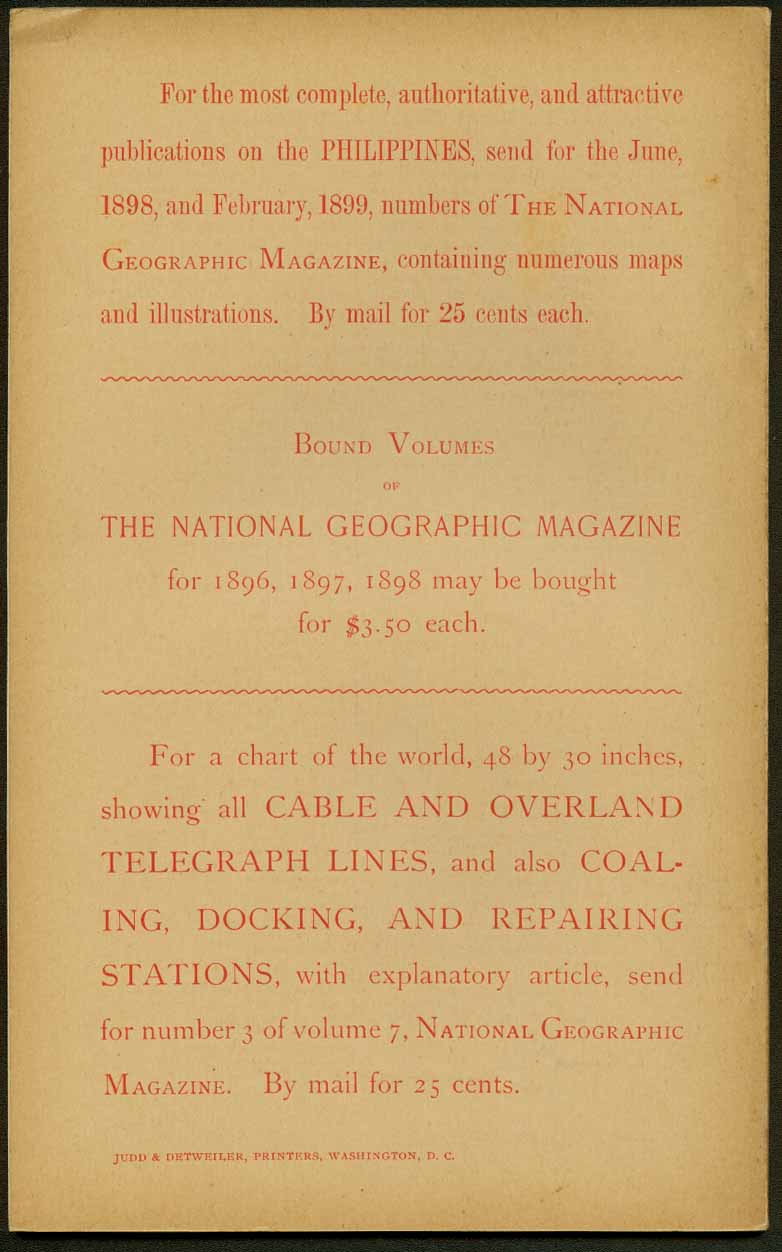 For the most complete, authoritative, and attractive
publications on the PHILIPPINES, send for the June,
1898, and February, 1899, numbers of The National
Geographic Magazine, containing numerous maps
and illustrations. By mail for 25 cents each.
Bound Volumes
OF
THE NATIONAL GEOGRAPHIC MAGAZINE
for 1896, 1897, 1898 may be bought
for $3.50 each.
For a chart of the world, 48 by 30 inches,
showing all CABLE AND OVERLAND
TELEGRAPH LINES, and also COAL-
ING, DOCKING, AND REPAIRING
STATIONS, with explanatory article, send
for number 3 of volume 7, National Geographic
Magazine. By mail for 25 cents.
JUDD & DETWEILER, PRINTERS, WASHINGTON, D. C.